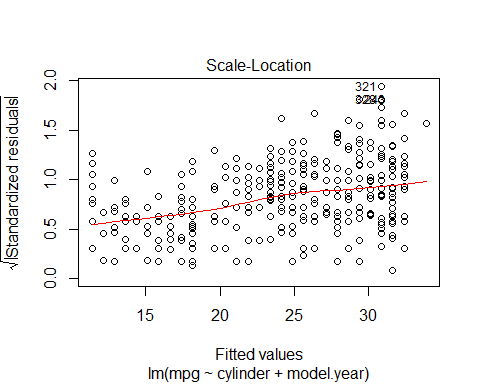 Scale-Location
√|Standardized residuals|
2.0
1.5
1.0
0.5
0.0
321
15
20
25
30
Fitted values
lm(mpg ~ cylinder + model.year)